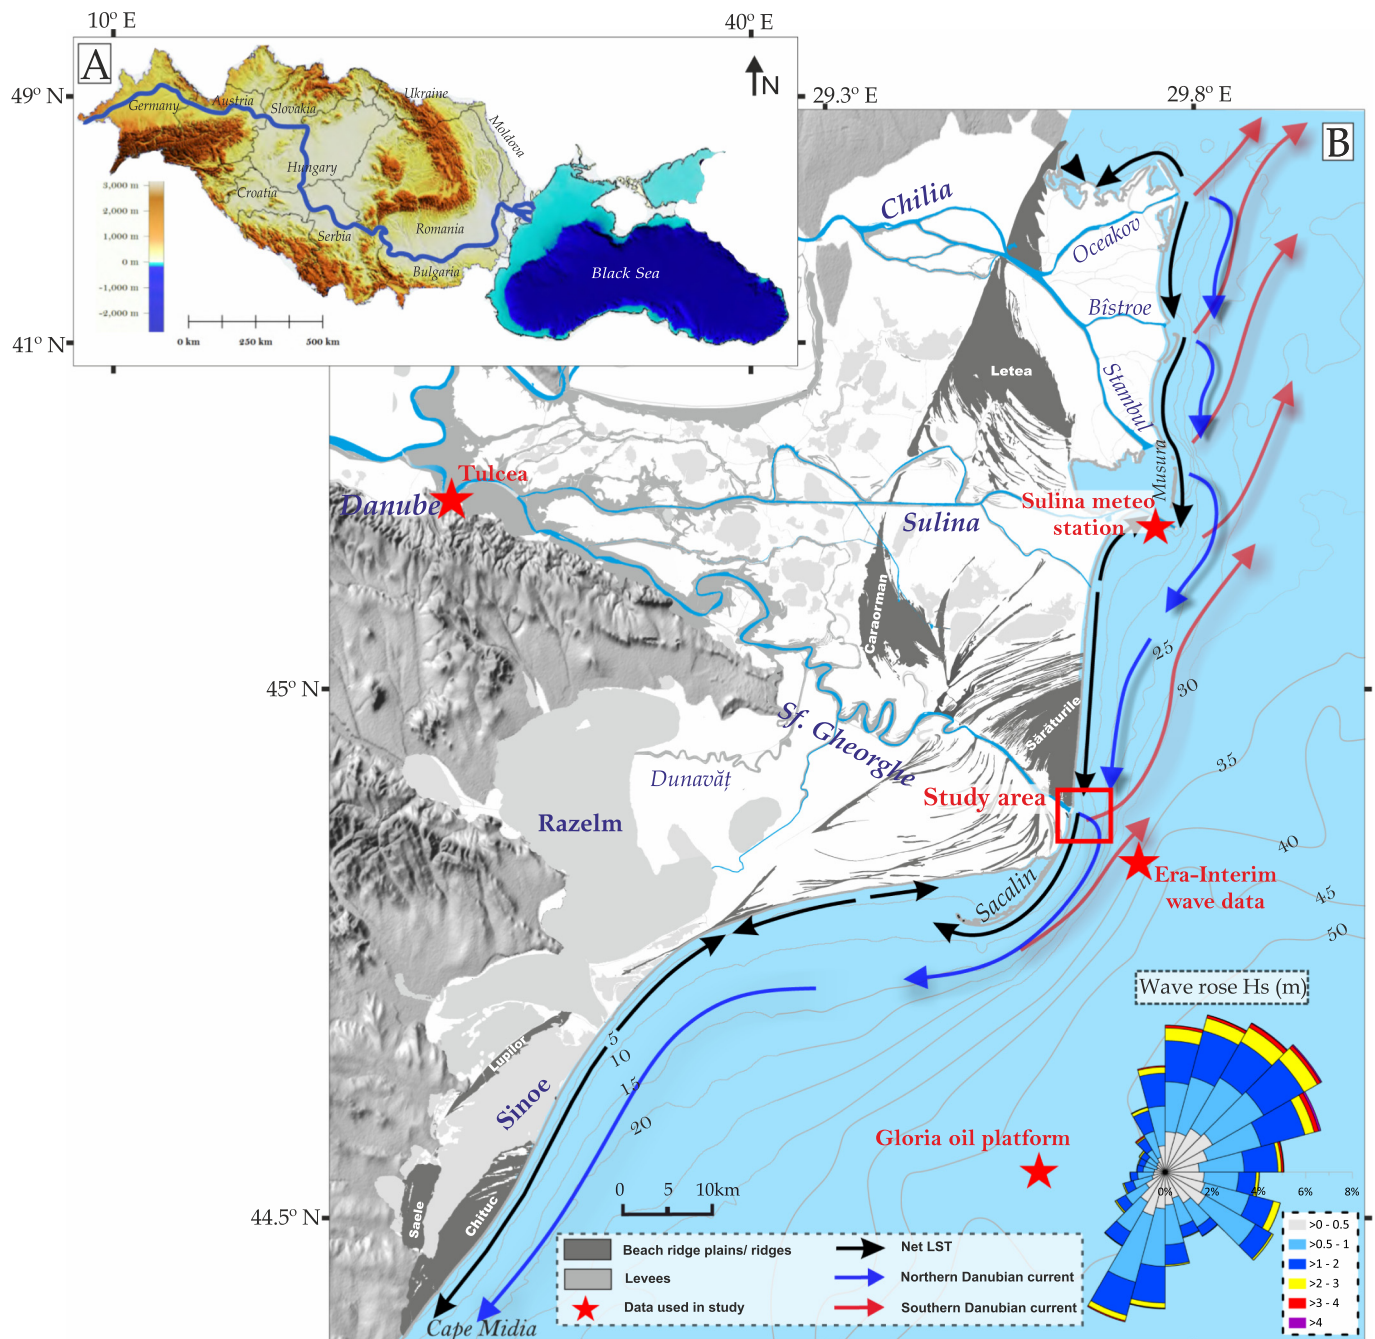 10° E
40° E
A
N
49° N
29.3° E
29.8° E
B
Germany
Austria
Slovakia
Ukraine
Moldova
Hungary
Croatia
Serbia
Romania
Bulgaria
Black Sea
3,000 m
2,000 m
1,000 m
0 m
-1,000 m
-2,000 m
0 km
250 km
500 km
41° N
Chilia
Oceakov
Bîstroe
Stambul
Letea
Musura
Tulcea
Danube
Sulina
Sulina meteo
station
Caraorman
25
30
45° N
Sf. Gheorghe
Sărăturile
Dunavăț
35
Study area
Razelm
40
Era-Interim
wave data
Sacalin
45
50
Wave rose Hs (m)
5
10
15
20
Lupilor
Sinoe
Gloria oil platform
0%
2%
4%
6%
8%
0
5
10km
44.5° N
Saele
Chituc
Beach ridge plains/ ridges
Levees
Data used in study
Net LST
Northern Danubian current
Southern Danubian current
>0 - 0.5
>0.5 - 1
>1 - 2
>2 - 3
>3 - 4
>4
Cape Midia